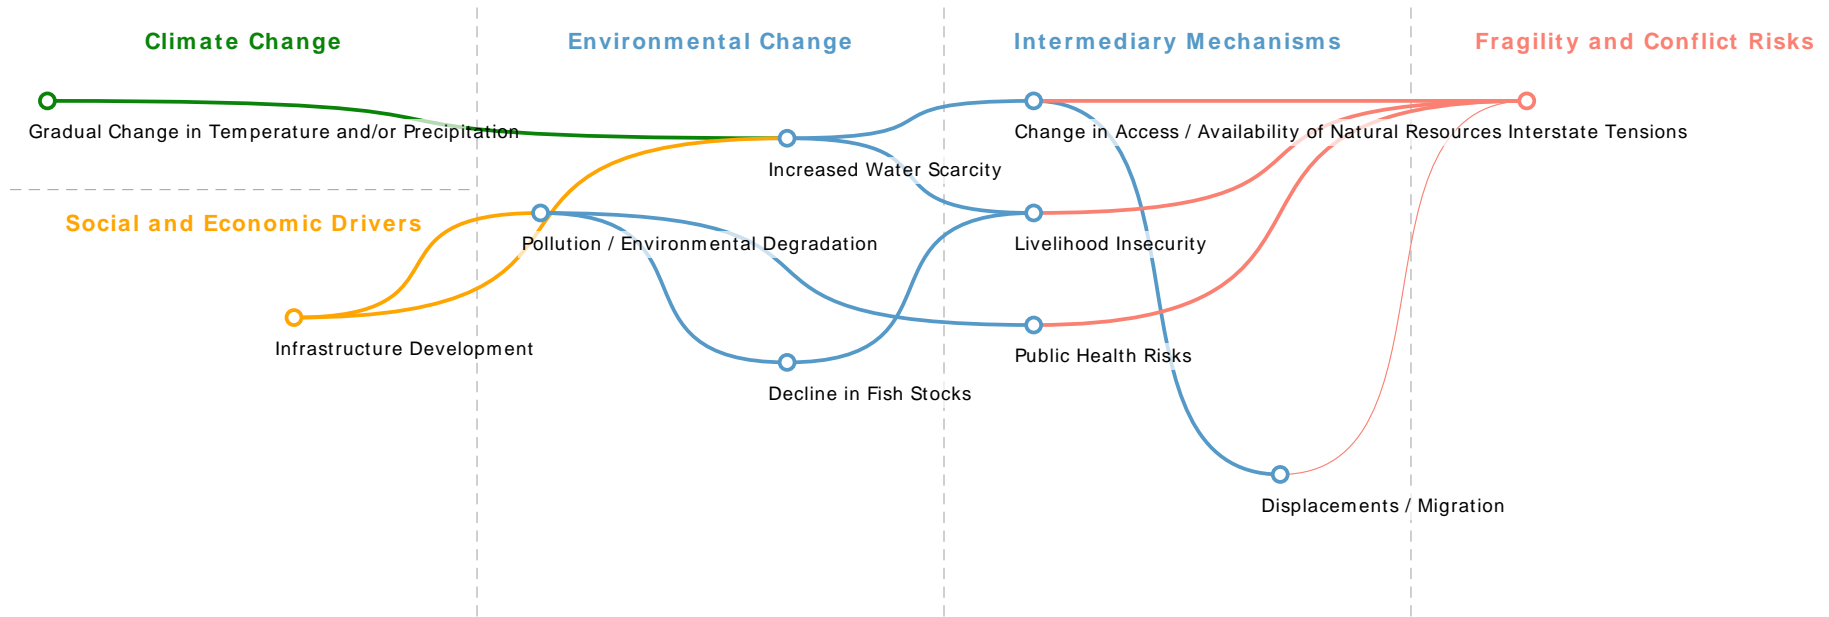 Climate Change
Environmental Change
Intermediary Mechanisms
Fragility and Conflict Risks
Gradual Change in Temperature and/or Precipitation
Change in Access / Availability of Natural Resources
Interstate Tensions
Increased Water Scarcity
Social and Economic Drivers
Pollution / Environmental Degradation
Livelihood Insecurity
Infrastructure Development
Public Health Risks
Decline in Fish Stocks
Displacements / Migration